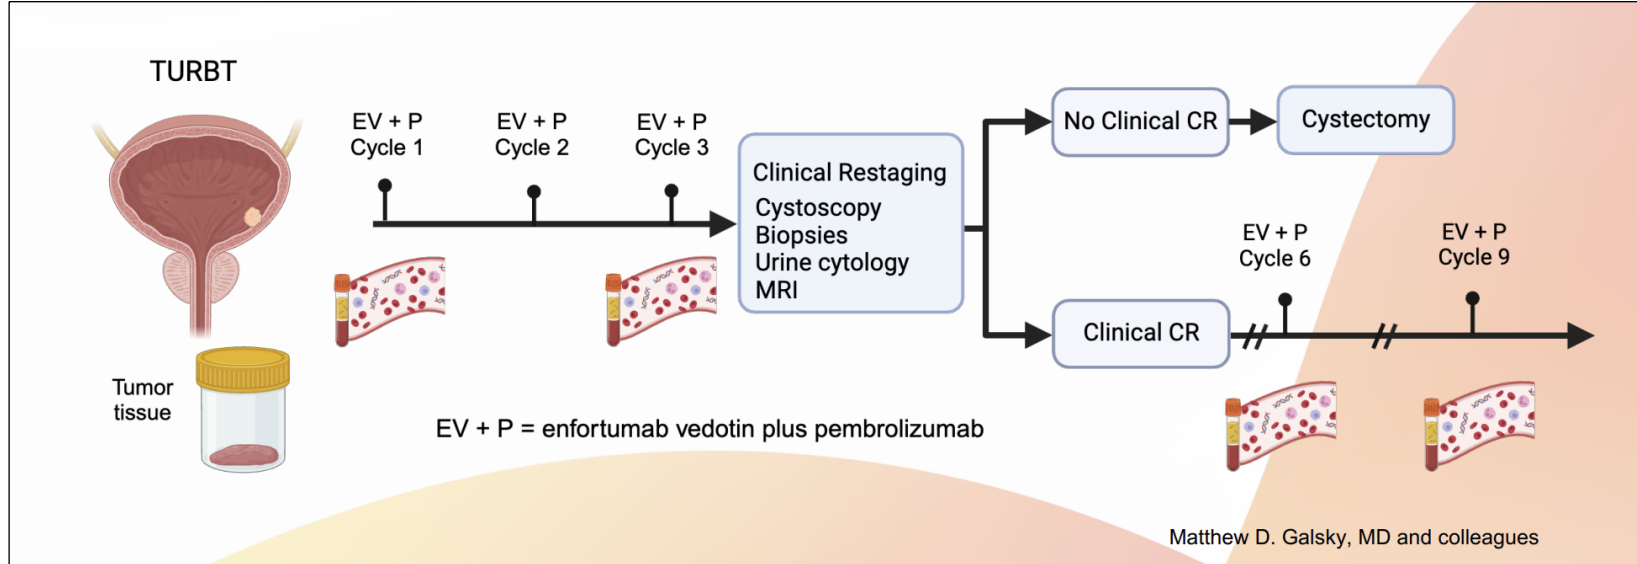 TURBT
Tumor
tissue
EV + P
Cycle 1
EV + P
Cycle 2
EV + P
Cycle 3
Clinical Restaging
Cystoscopy
Biopsies
Urine cytology
MRI
No Clinical CR
Cystectomy
Clinical CR
EV + P
Cycle 6
EV + P
Cycle 9
EV + P = enfortumab vedotin plus pembrolizumab
Matthew D. Galsky, MD and colleagues